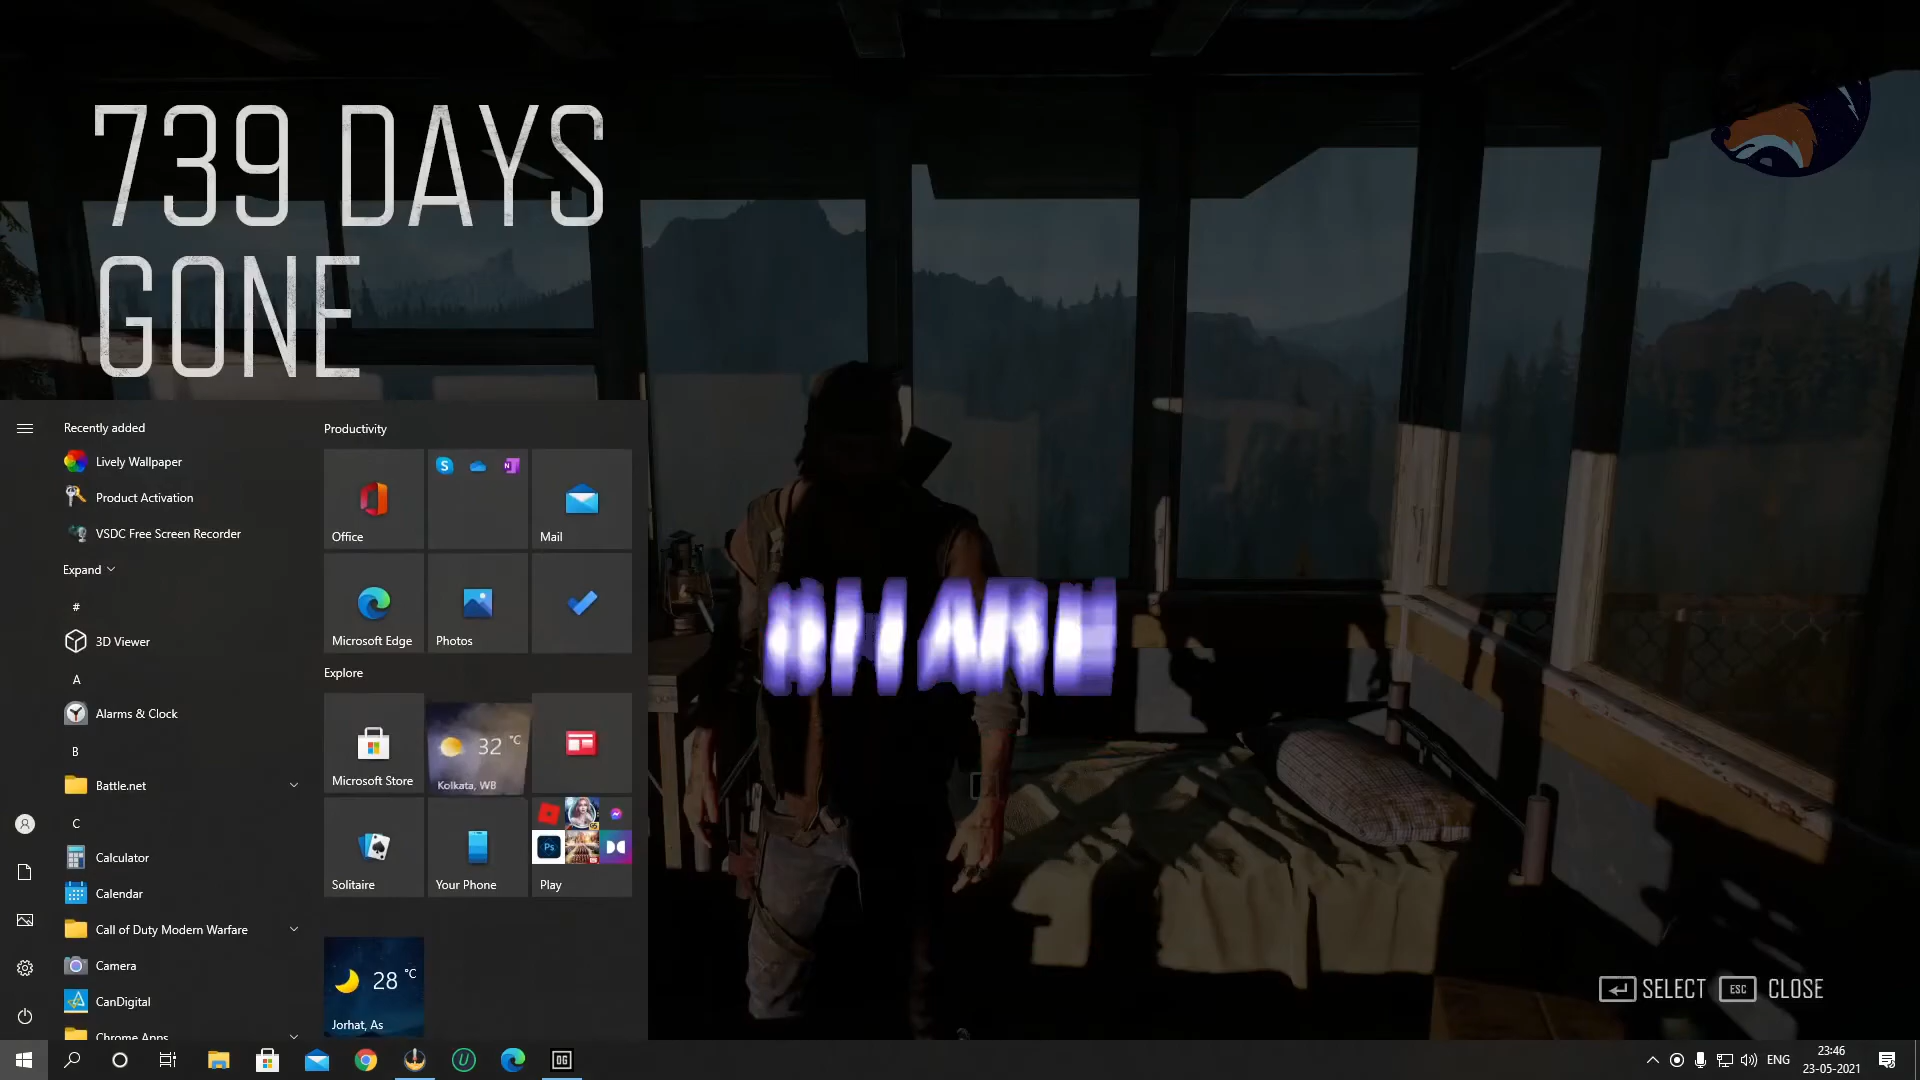 739 DAYS
GONE
Recently added
Lively Wallpaper
Product Activation
VSDC Free Screen Recorder
Expand
#
3D Viewer
A
Alarms & Clock
B
Battle.net
C
Calculator
Calendar
Call of Duty Modern Warfare
Camera
CanDigital
Chrome Apps
Productivity
Office
S
N
Mail
Microsoft Edge
Photos
Explore
Microsoft Store
32 °C
Kolkata, WB
Solitaire
Your Phone
Ps
Play
28 °C
Jorhat, As
SELECT
ESC
CLOSE
U
DG
ENG
23:46
23-05-2021